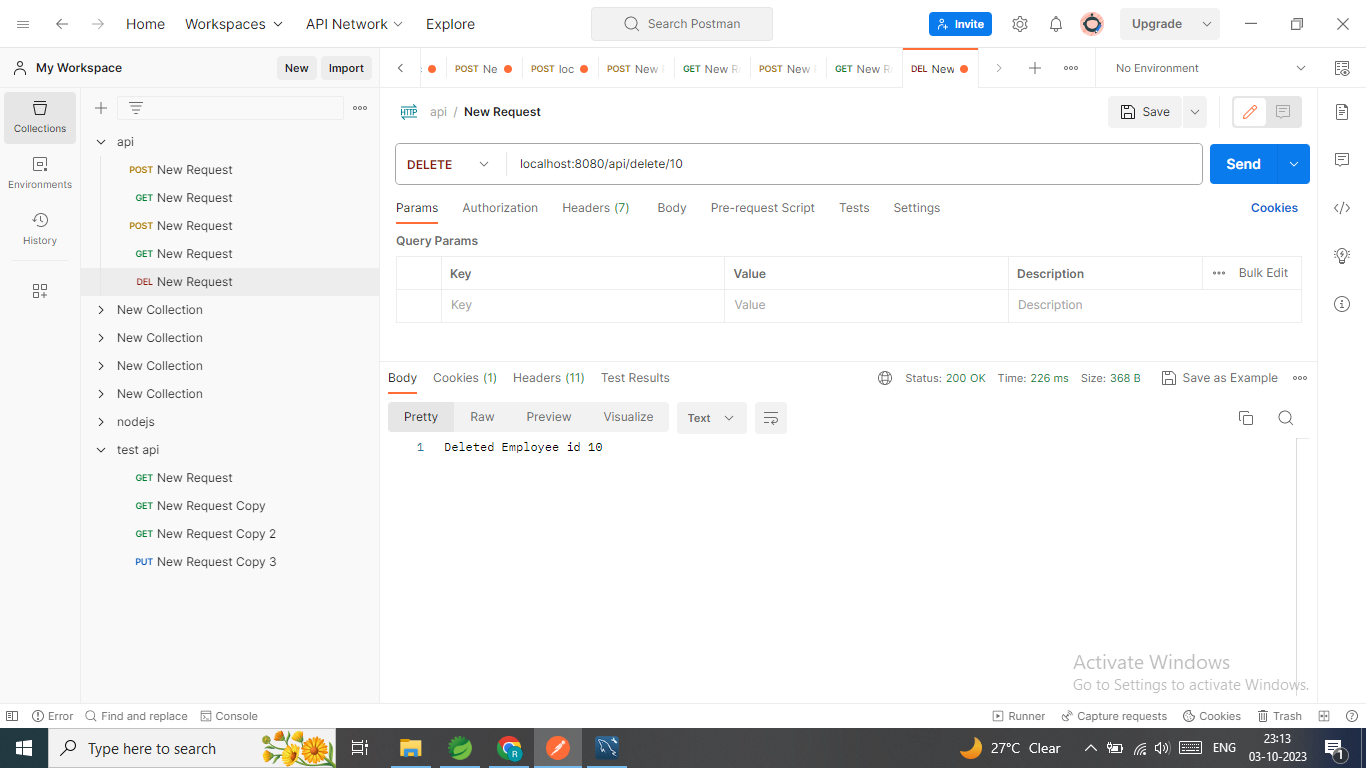 Home Workspaces API Network Explore Search Postman Invite Upgrade
My Workspace New Import POST Ne POST loc POST New GET New R POST New GET New R DEL New No Environment
Collections
Environments
History
api
POST New Request
GET New Request
POST New Request
GET New Request
DEL New Request
New Collection
New Collection
New Collection
New Collection
nodejs
test api
GET New Request
GET New Request Copy
GET New Request Copy 2
PUT New Request Copy 3
HTTP api / New Request Save
DELETE localhost:8080/api/delete/10 Send
Params Authorization Headers (7) Body Pre-request Script Tests Settings Cookies
Query Params
Key Value Description Bulk Edit
Key Value Description
Body Cookies (1) Headers (11) Test Results Status: 200 OK Time: 226 ms Size: 368 B Save as Example
Pretty Raw Preview Visualize Text
1 Deleted Employee id 10
Activate Windows
Go to Settings to activate Windows.
Error Find and replace Console Runner Capture requests Cookies Trash
Type here to search R 27°C Clear ENG 23:13
03-10-2023 1